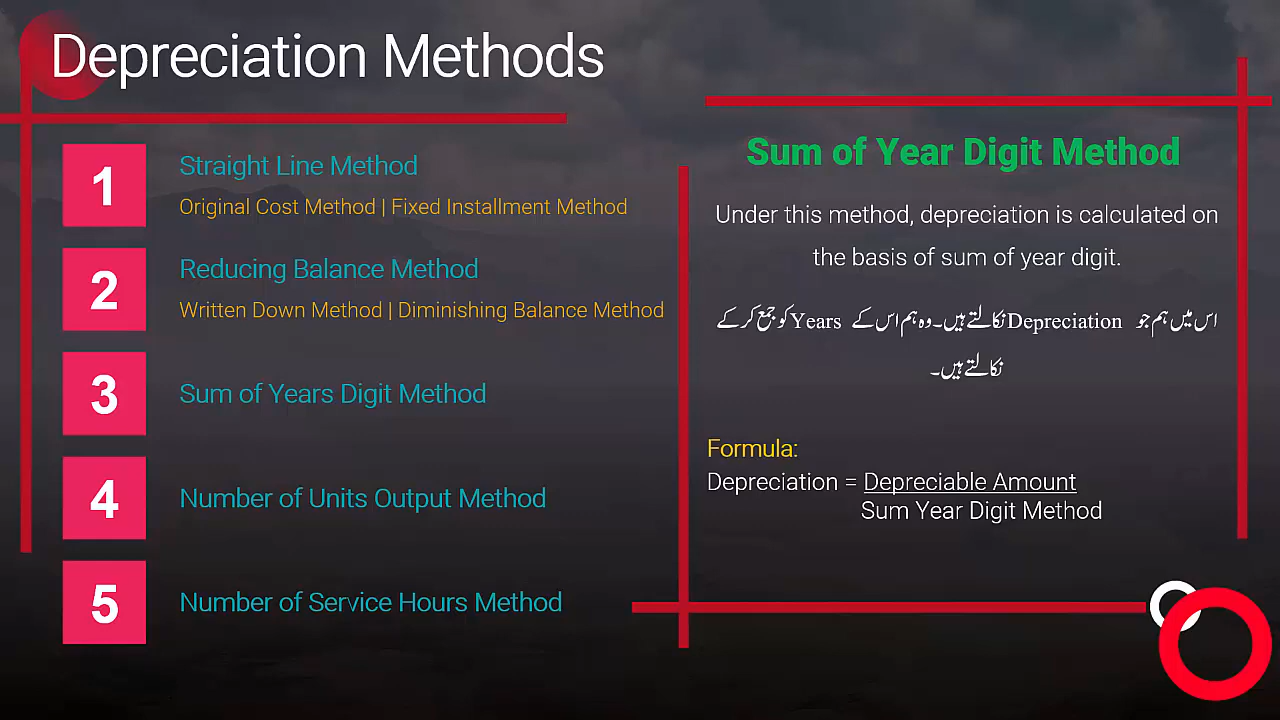 Depreciation Methods
1
Straight Line Method
Original Cost Method | Fixed Installment Method
2
Reducing Balance Method
Written Down Method | Diminishing Balance Method
3
Sum of Years Digit Method
4
Number of Units Output Method
5
Number of Service Hours Method
Sum of Year Digit Method
Under this method, depreciation is calculated on
the basis of sum of year digit.
اس میں ہم جو Depreciation نکالتے ہیں۔ وہ ہم اس کے Years کو جمع کر کے
نکالتے ہیں۔
Formula:
Depreciation = Depreciable Amount
Sum Year Digit Method